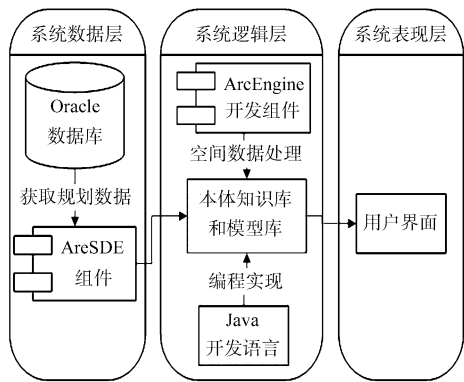 系统数据层
Oracle
数据库
获取规划数据
AreSDE
组件
系统逻辑层
ArcEngine
开发组件
空间数据处理
本体知识库
和模型库
编程实现
Java
开发语言
系统表现层
用户界面